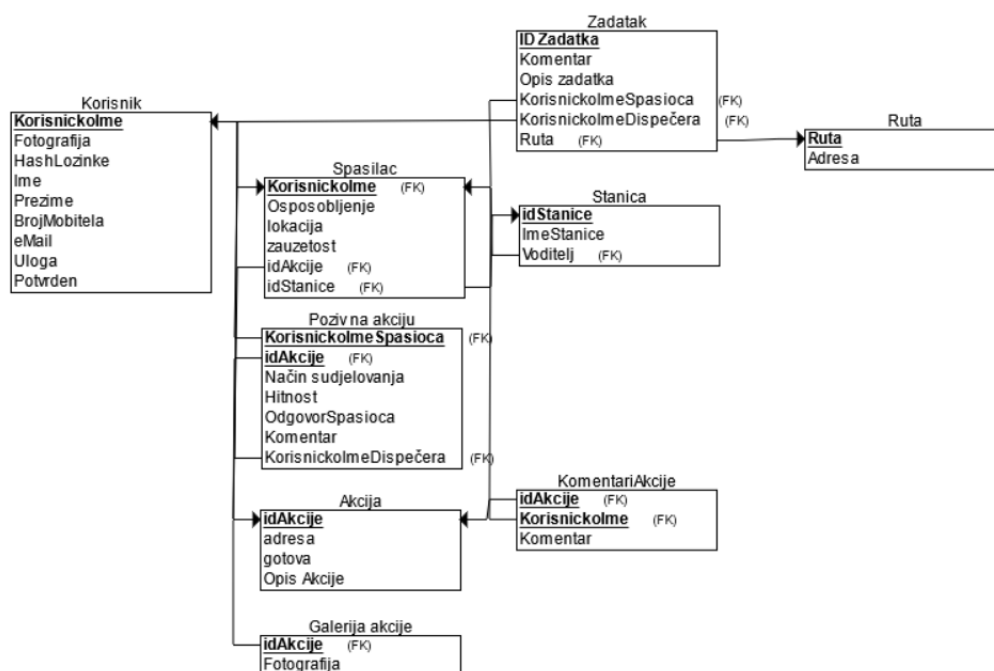 Zadatak
IDZadatka
Komentar
Opis zadatka
KorisnickoImeSpasioca (FK)
KorisnickoImeDispečera (FK)
Ruta (FK)
Korisnik
KorisnickoIme
Fotografija
HashLozinke
Ime
Prezime
BrojMobitela
eMail
Uloga
Potvrden
Ruta
Ruta
Adresa
Spasilac
KorisnickoIme (FK)
Osposobljenje
lokacija
zauzetost
idAkcije (FK)
idStanice (FK)
Stanica
idStanice
ImeStanice
Voditelj (FK)
Poziv na akciju
KorisnickoImeSpasioca (FK)
idAkcije (FK)
Način sudjelovanja
Hitnost
OdgovorSpasioca
Komentar
KorisnickoImeDispečera (FK)
KomentariAkcije
idAkcije (FK)
KorisnickoIme (FK)
Komentar
Akcija
idAkcije
adresa
gotova
Opis Akcije
Galerija akcije
idAkcije (FK)
Fotografija